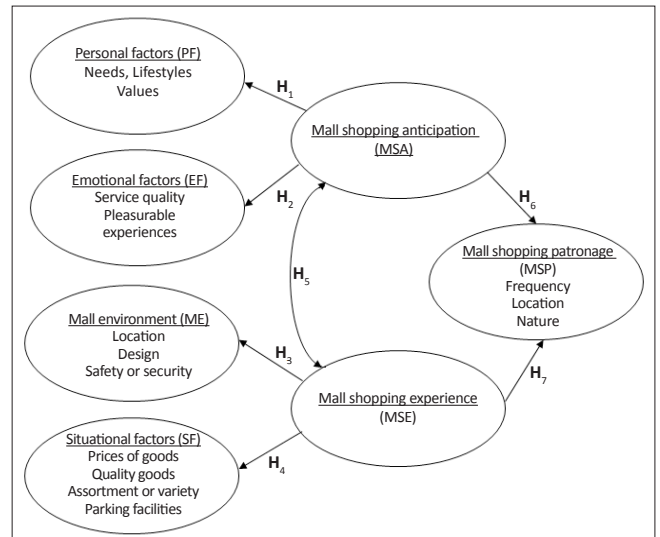 Personal factors (PF)
Needs, Lifestyles
Values
H₁
Mall shopping anticipation
(MSA)
Emotional factors (EF)
Service quality
Pleasurable
experiences
H₂
H₆
Mall shopping patronage
(MSP)
Frequency
Location
Nature
H₅
Mall environment (ME)
Location
Design
Safety or security
H₃
Mall shopping experience
(MSE)
H₇
Situational factors (SF)
Prices of goods
Quality goods
Assortment or variety
Parking facilities
H₄